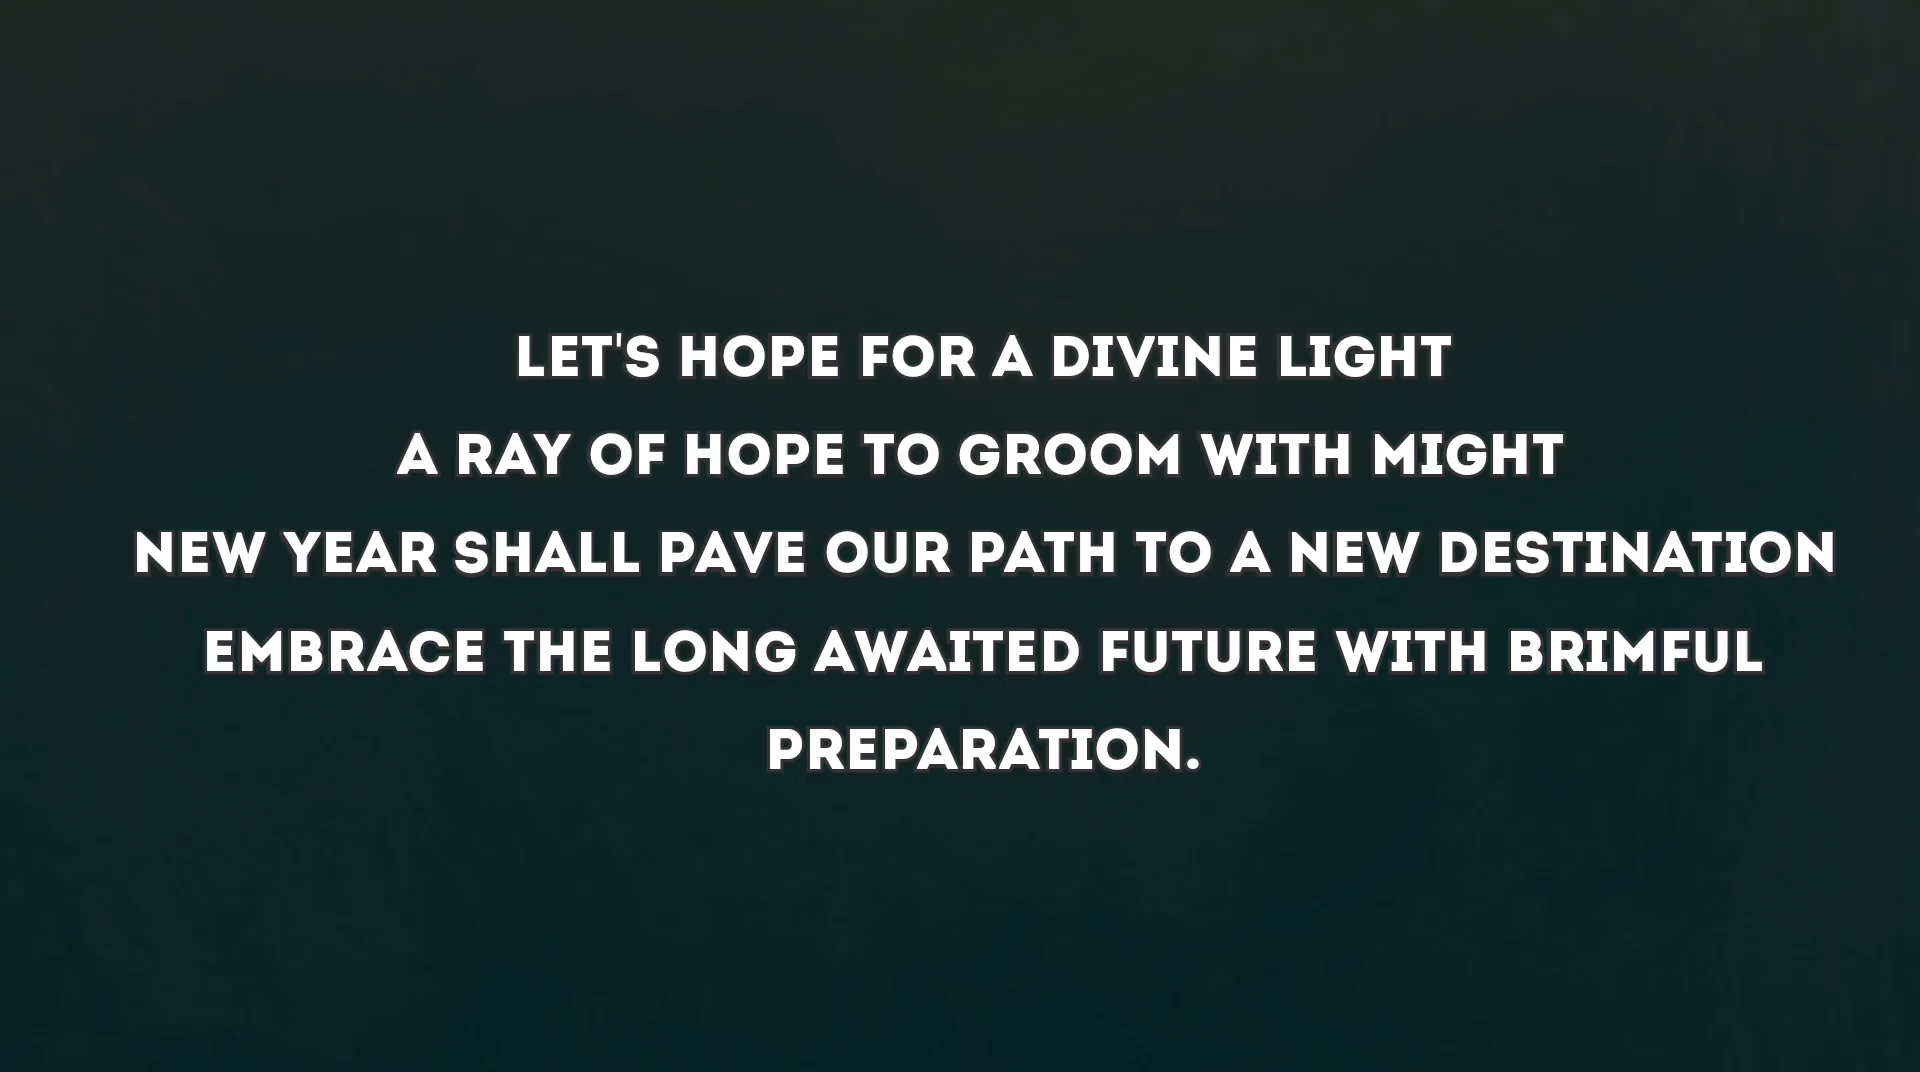 LET'S HOPE FOR A DIVINE LIGHT
A RAY OF HOPE TO GROOM WITH MIGHT
NEW YEAR SHALL PAVE OUR PATH TO A NEW DESTINATION
EMBRACE THE LONG AWAITED FUTURE WITH BRIMFUL
PREPARATION.